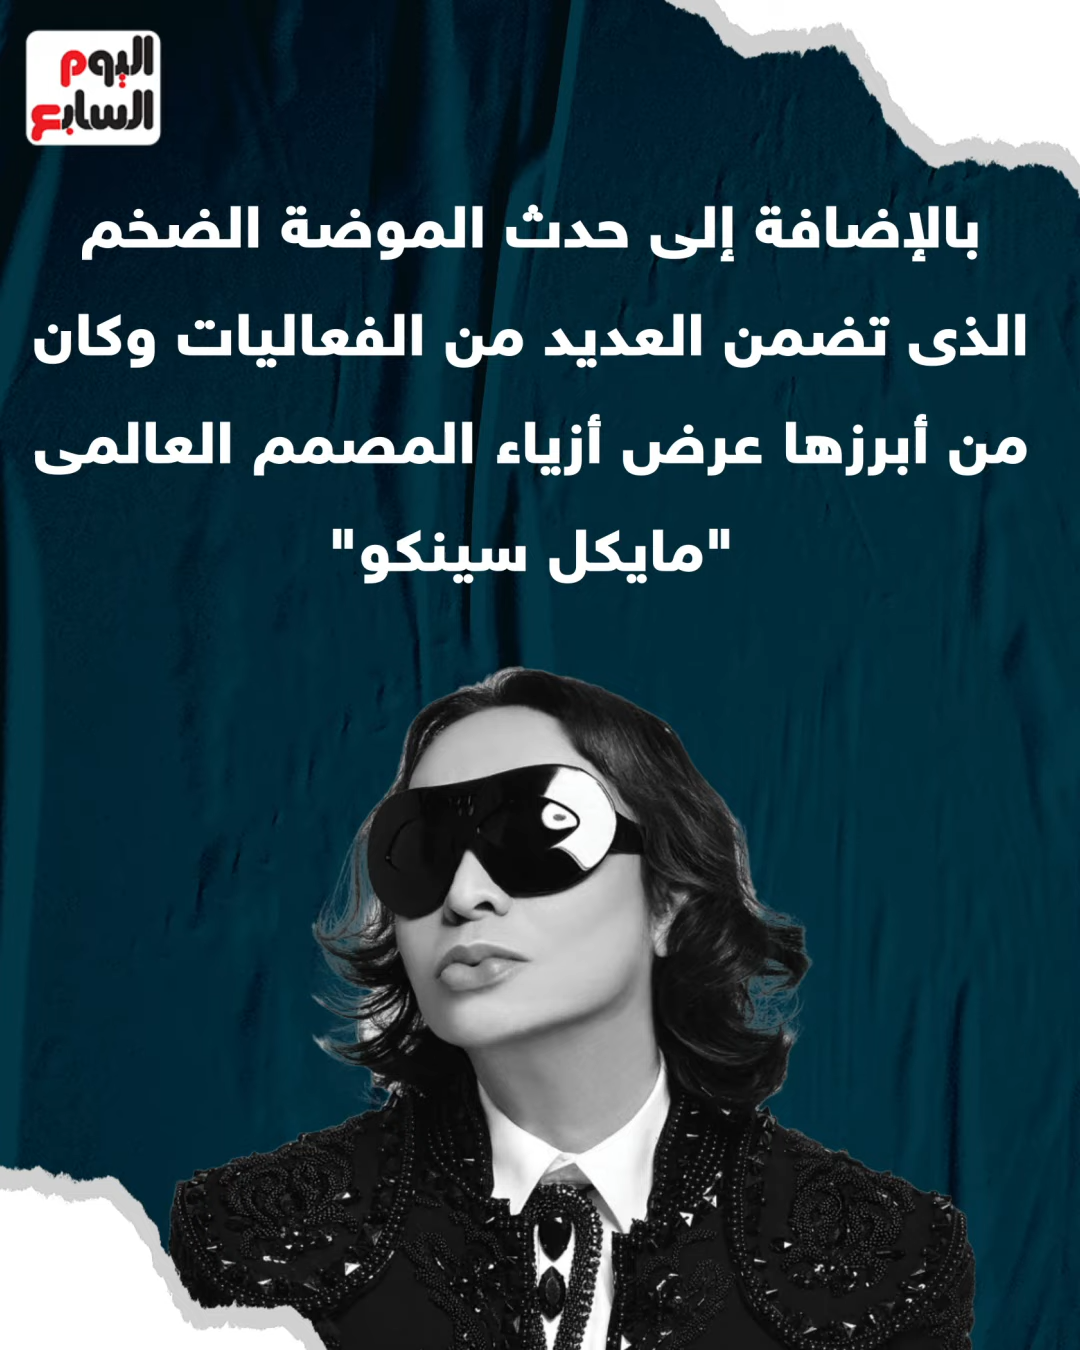 اليوم
السابع
بالإضافة إلى حدث الموضة الضخم
الذى تضمن العديد من الفعاليات وكان
من أبرزها عرض أزياء المصمم العالمى
"مايكل سينكو"